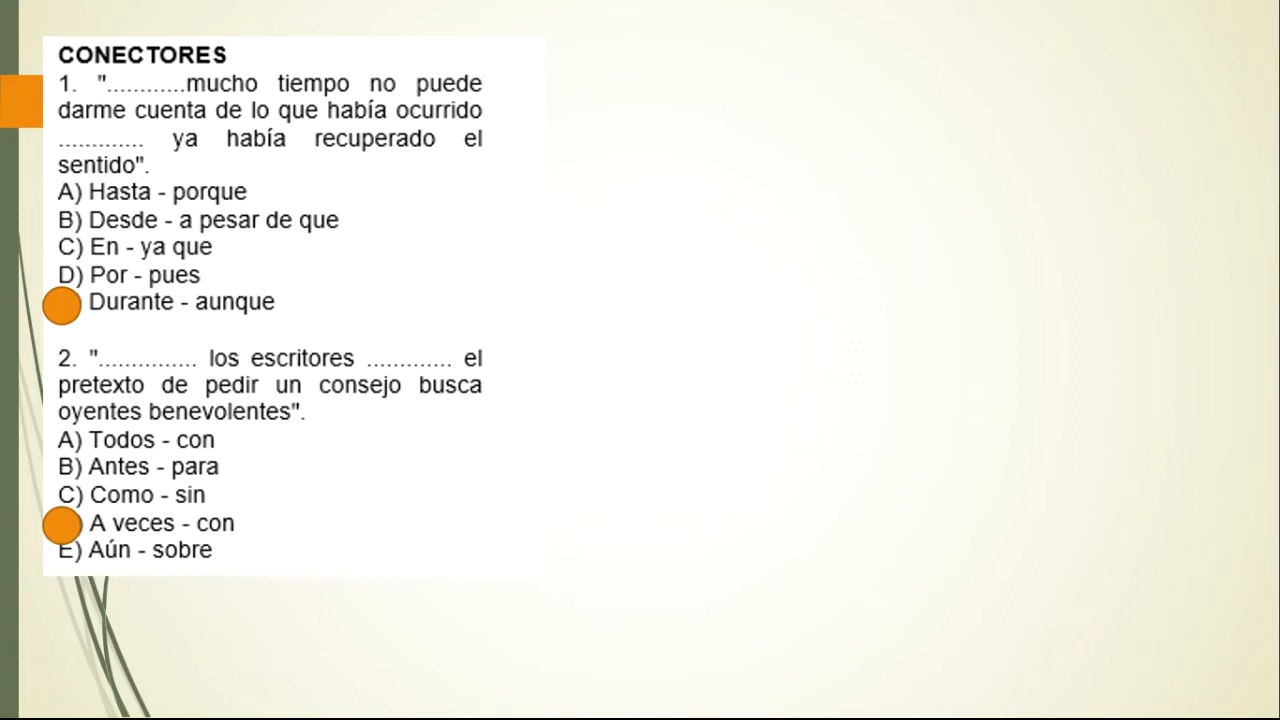 CONECTORES
1. "............mucho tiempo no puede
darme cuenta de lo que había ocurrido
............. ya había recuperado el
sentido".
A) Hasta - porque
B) Desde - a pesar de que
C) En - ya que
D) Por - pues
Durante - aunque
2. "............... los escritores ............. el
pretexto de pedir un consejo busca
oyentes benevolentes".
A) Todos - con
B) Antes - para
C) Como - sin
) A veces - con
E) Aún - sobre